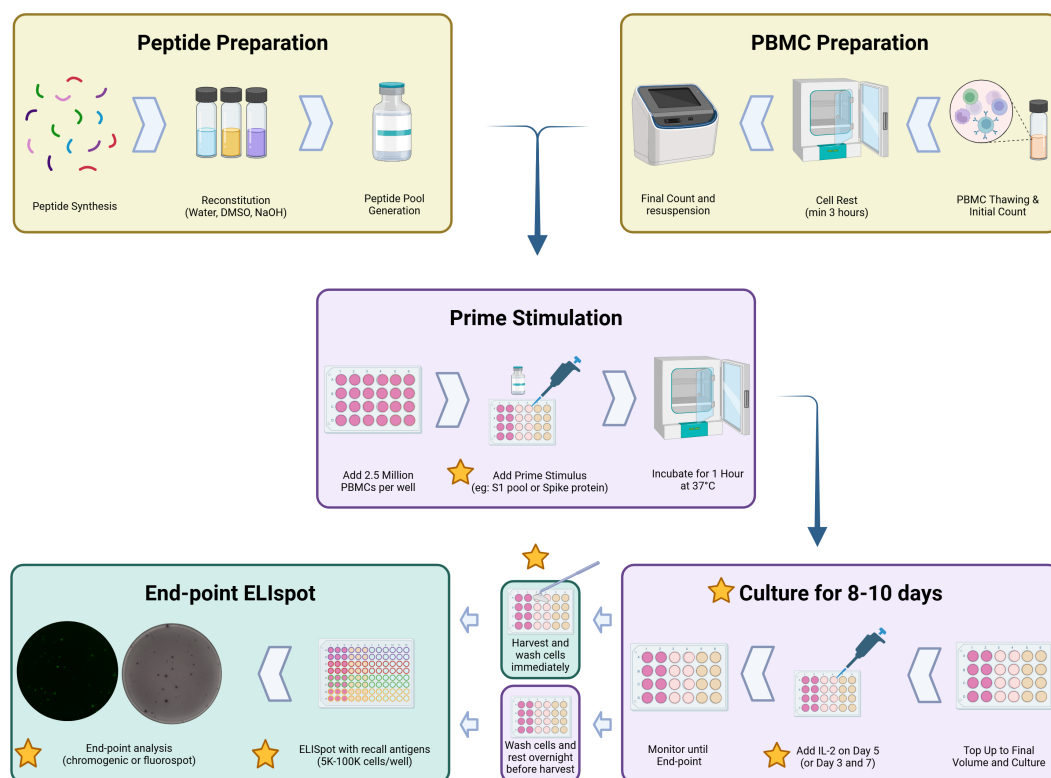 Peptide Preparation
Peptide Synthesis
Reconstitution
(Water, DMSO, NaOH)
Peptide Pool
Generation
PBMC Preparation
Final Count and
resuspension
Cell Rest
(min 3 hours)
PBMC Thawing &
Initial Count
Prime Stimulation
Add 2.5 Million
PBMCs per well
Add Prime Stimulus
(eg: S1 pool or Spike protein)
Incubate for 1 Hour
at 37°C
End-point ELIspot
End-point analysis
(chromogenic or fluorospot)
ELISpot with recall antigens
(5K-100K cells/well)
Harvest and
wash cells
immediately
Wash cells and
rest overnight
before harvest
Culture for 8-10 days
Monitor until
End-point
Add IL-2 on Day 5
(or Day 3 and 7)
Top Up to Final
Volume and Culture